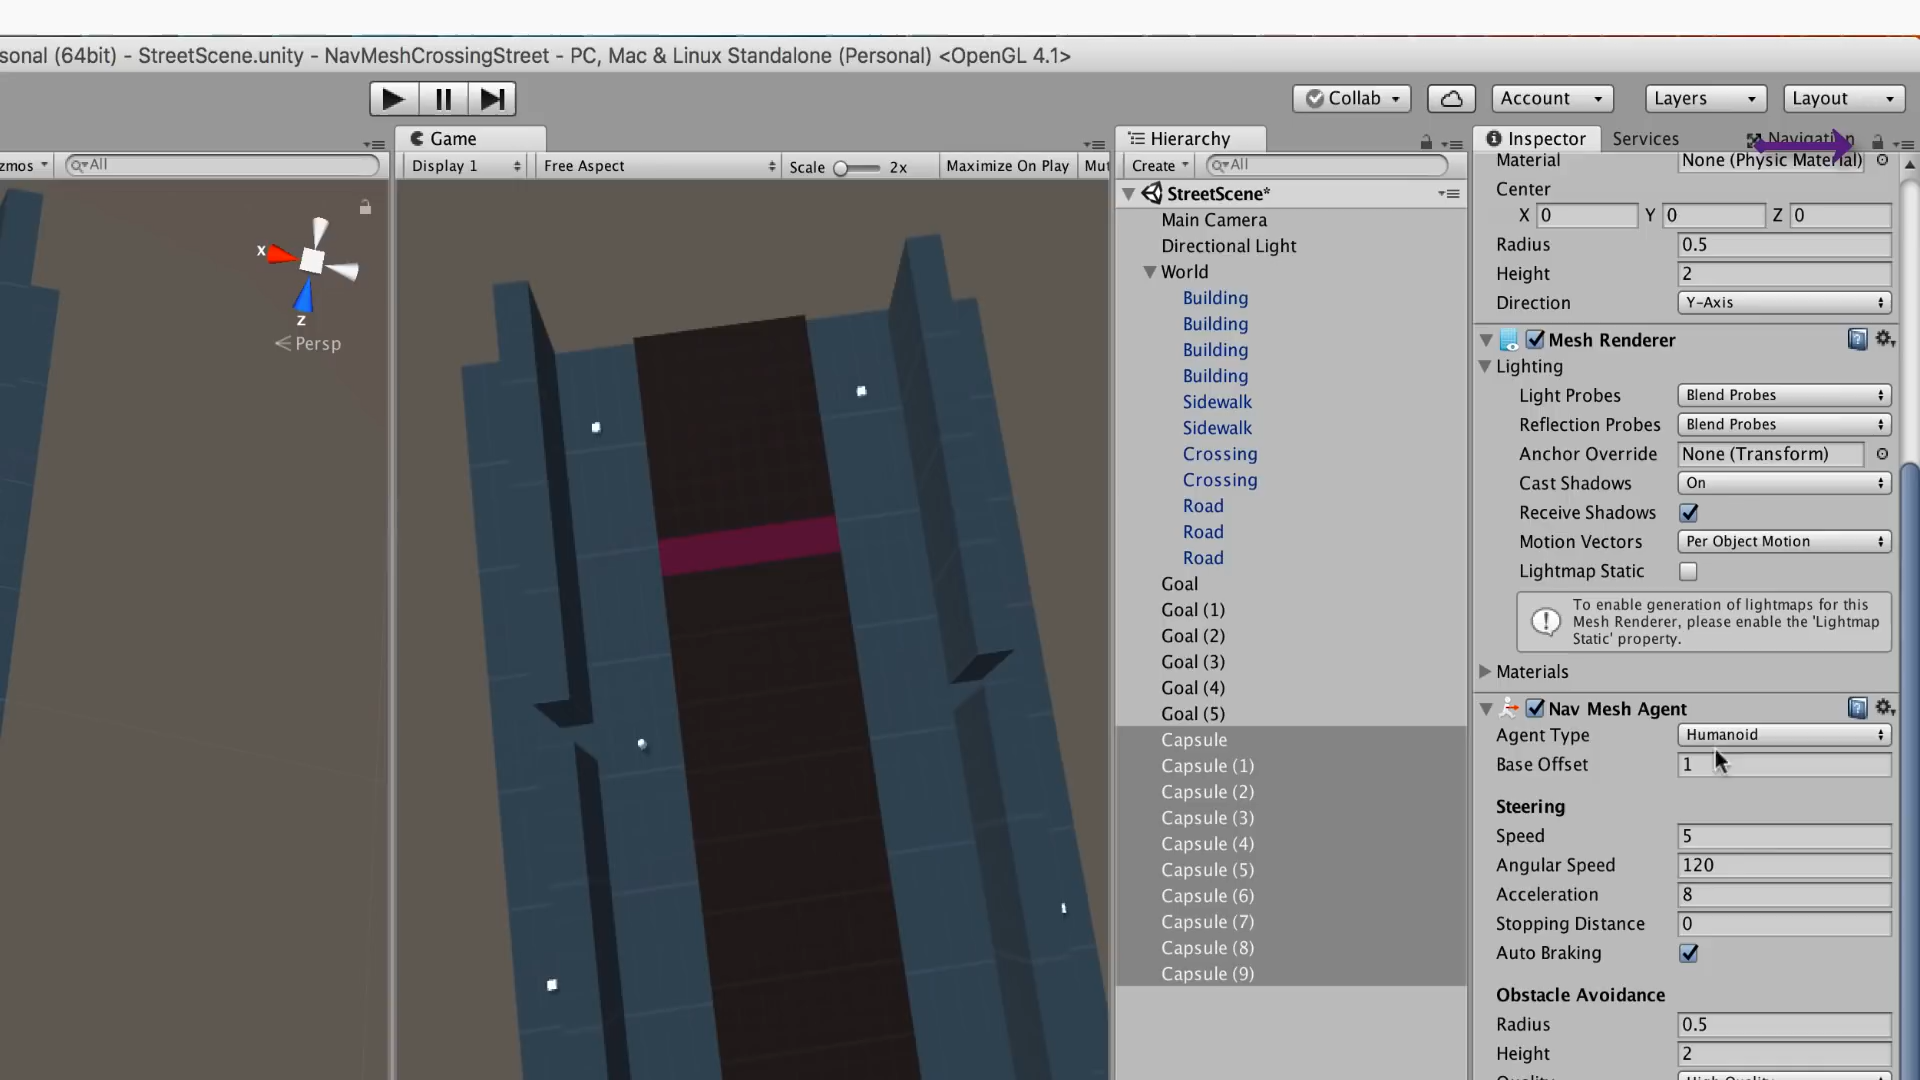 sonal (64bit) - StreetScene.unity - NavMeshCrossingStreet - PC, Mac & Linux Standalone (Personal) <OpenGL 4.1>
Collab
Account
Layers
Layout
Game
Hierarchy
Inspector
Services
Navigation
zmos
All
Display 1
Free Aspect
Scale
2x
Maximize On Play
Mut
Create
All
StreetScene*
Main Camera
Directional Light
World
Building
Building
Building
Building
Sidewalk
Sidewalk
Crossing
Crossing
Road
Road
Road
Goal
Goal (1)
Goal (2)
Goal (3)
Goal (4)
Goal (5)
Capsule
Capsule (1)
Capsule (2)
Capsule (3)
Capsule (4)
Capsule (5)
Capsule (6)
Capsule (7)
Capsule (8)
Capsule (9)
x
z
Persp
Material None (Physic Material)
Center
X 0 Y 0 Z 0
Radius 0.5
Height 2
Direction Y-Axis
Mesh Renderer
Lighting
Light Probes Blend Probes
Reflection Probes Blend Probes
Anchor Override None (Transform)
Cast Shadows On
Receive Shadows
Motion Vectors Per Object Motion
Lightmap Static
To enable generation of lightmaps for this
Mesh Renderer, please enable the 'Lightmap
Static' property.
Materials
Nav Mesh Agent
Agent Type Humanoid
Base Offset 1
Steering
Speed 5
Angular Speed 120
Acceleration 8
Stopping Distance 0
Auto Braking
Obstacle Avoidance
Radius 0.5
Height 2